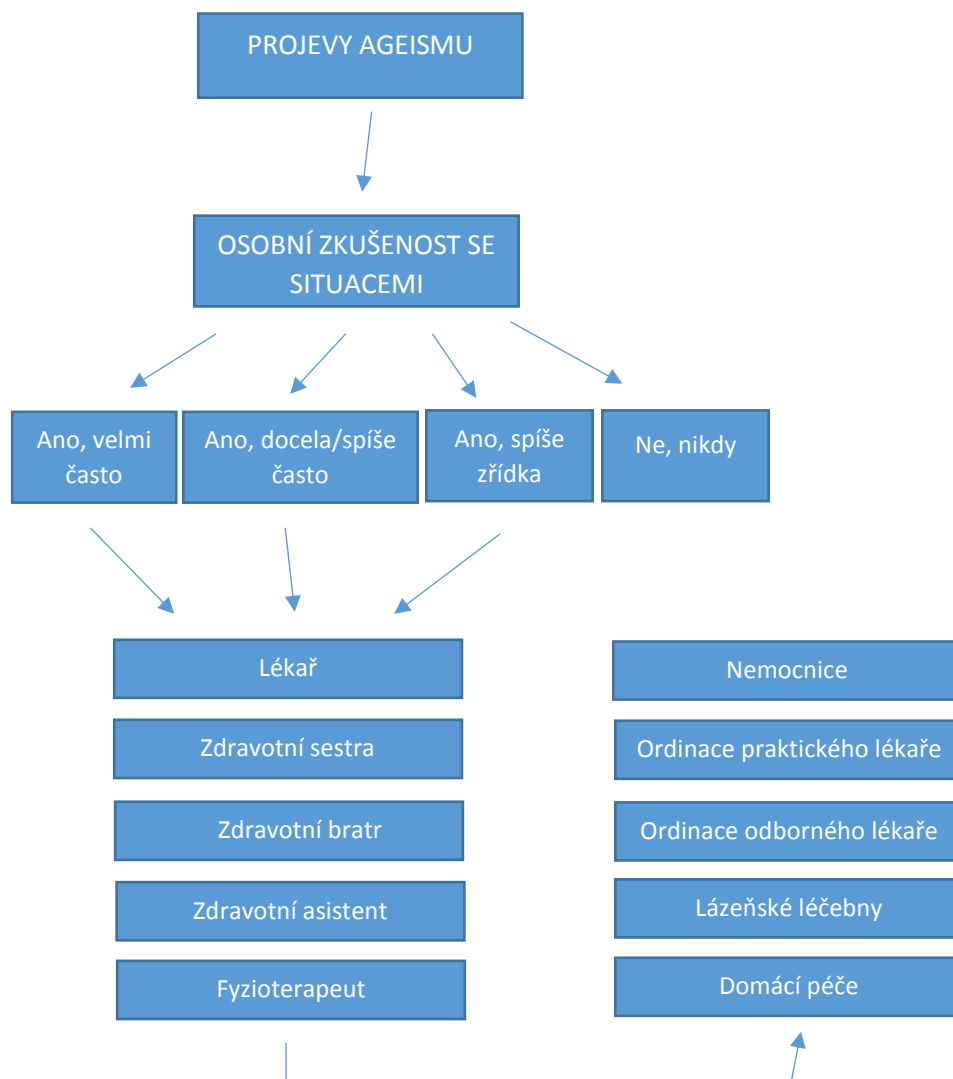 PROJEVY AGEISMU
OSOBNÍ ZKUŠENOST SE
SITUACEMI
Ano, velmi
často
Ano, docela/spíše
často
Ano, spíše
zřídka
Ne, nikdy
Lékař
Zdravotní sestra
Zdravotní bratr
Zdravotní asistent
Fyzioterapeut
Nemocnice
Ordinace praktického lékaře
Ordinace odborného lékaře
Lázeňské léčebny
Domácí péče